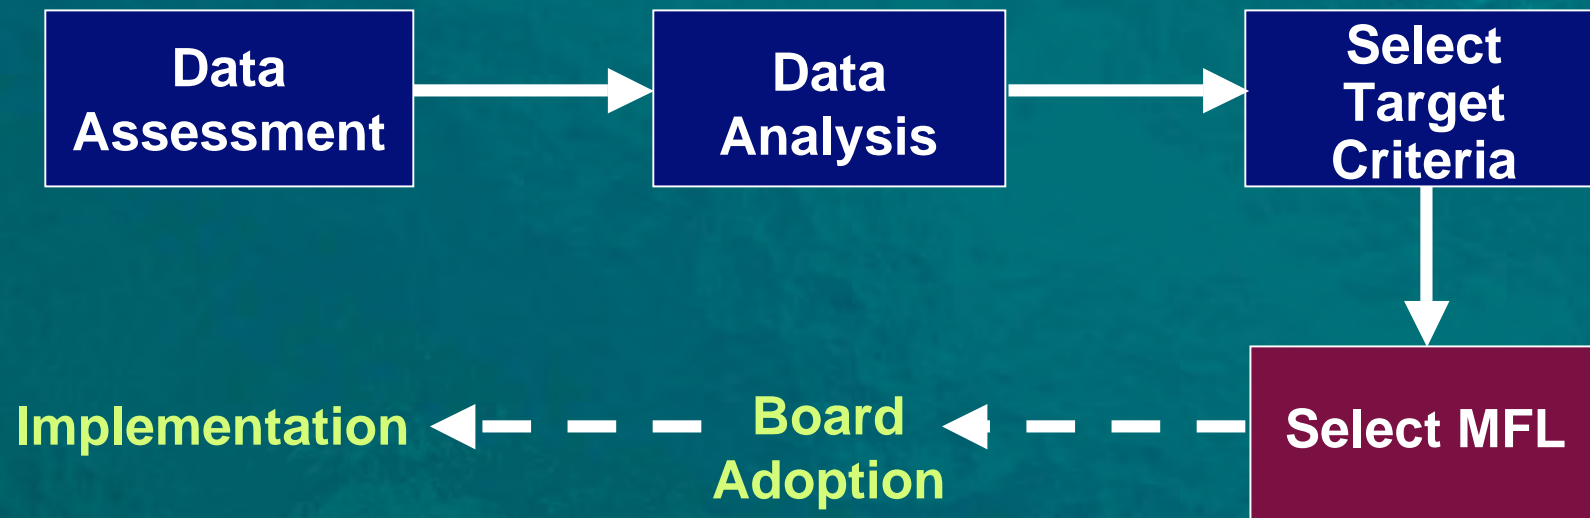 Data
Assessment
Data
Analysis
Select
Target
Criteria
Select MFL
Board
Adoption
Implementation